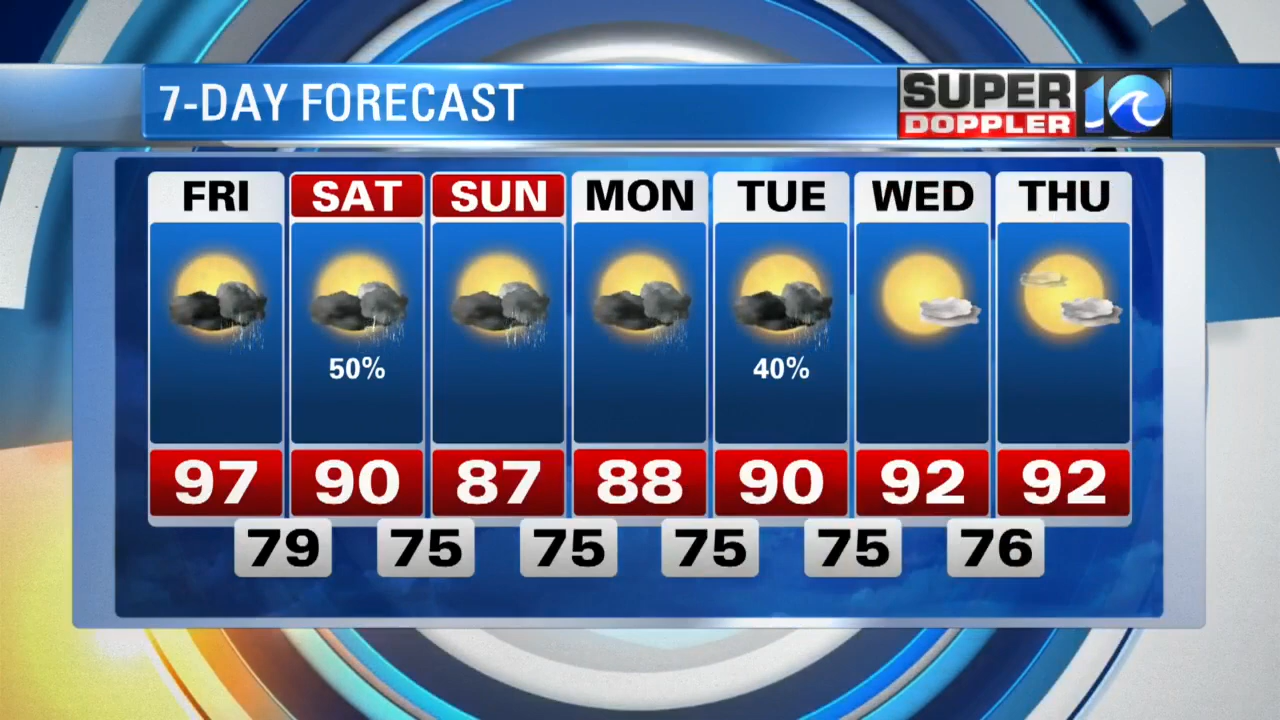 7-DAY FORECAST
SUPER
DOPPLER 10
FRI SAT SUN MON TUE WED THU
50% 40%
97 90 87 88 90 92 92
79 75 75 75 75 76